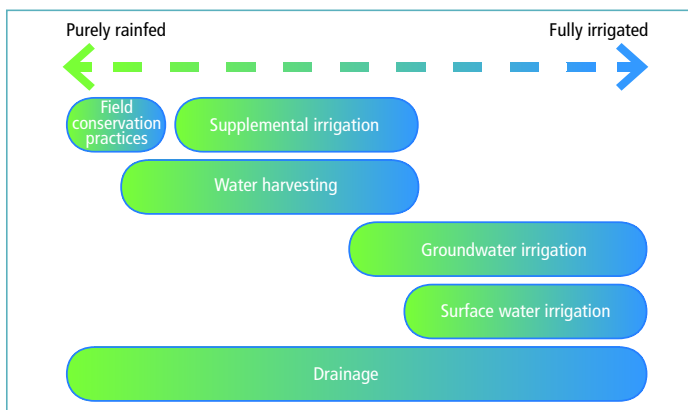 Purely rainfed
Fully irrigated
Field
conservation
practices
Supplemental irrigation
Water harvesting
Groundwater irrigation
Surface water irrigation
Drainage